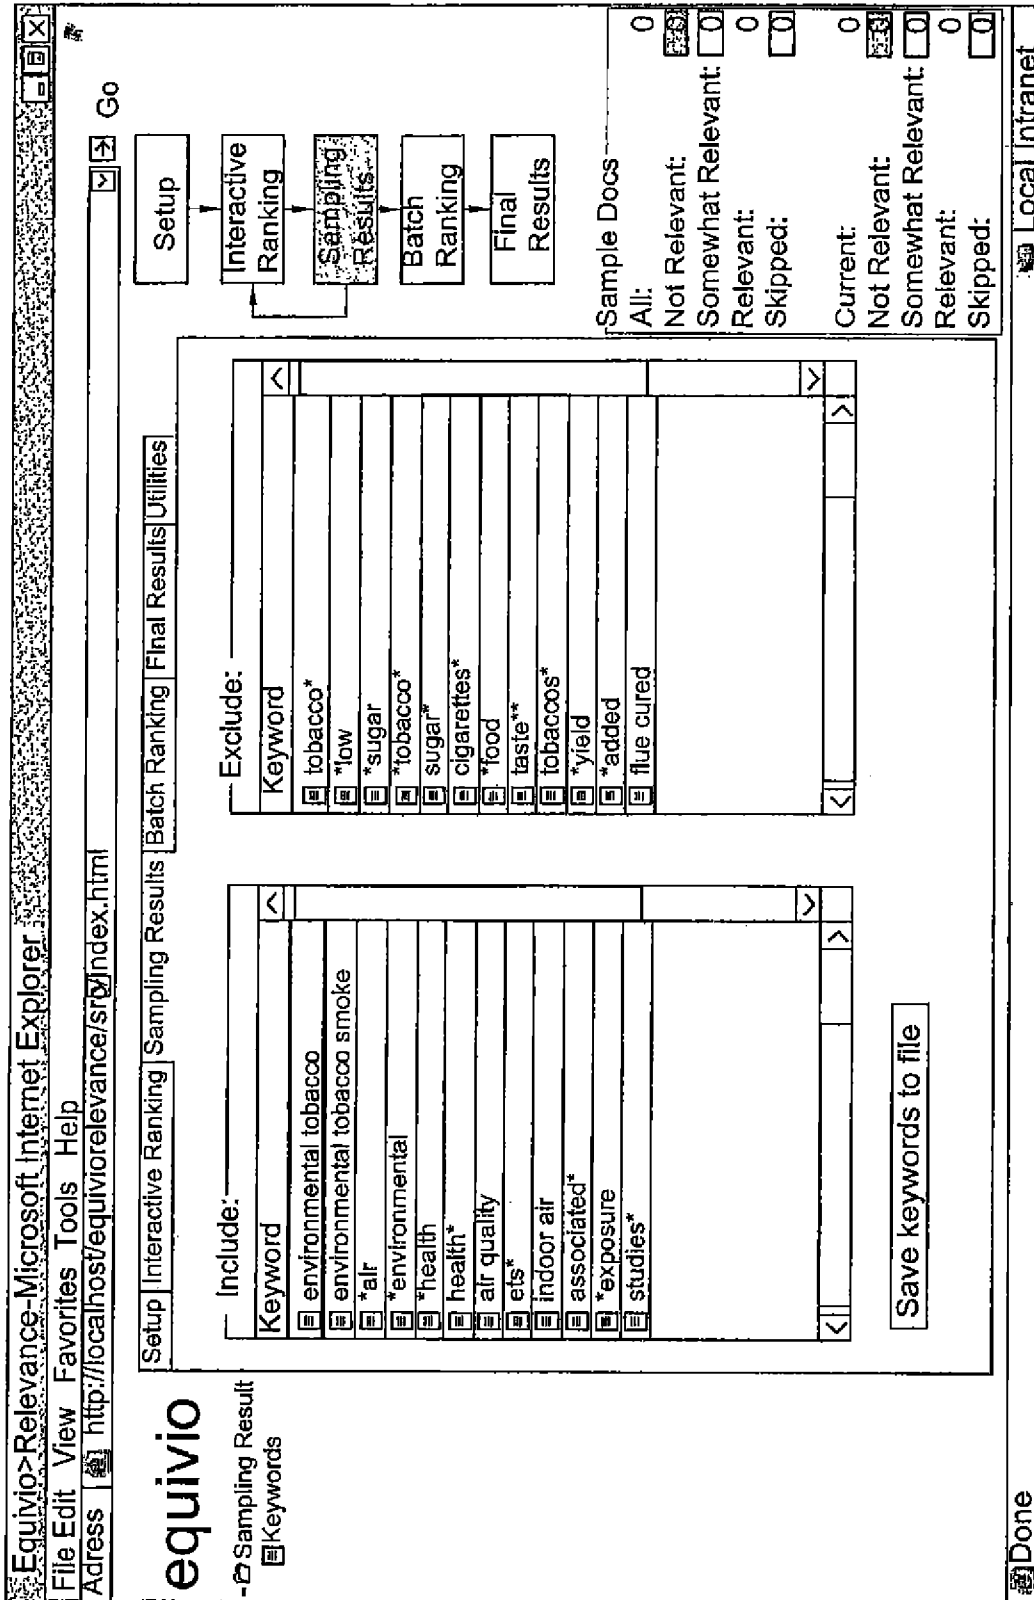 Equivio>Relevance-Microsoft Internet Explorer
File Edit View Favorites Tools Help
Adress http://localhost/equiviorelevance/srv/index.html Go
equivio
-Sampling Result
Keywords
Setup Interactive Ranking Sampling Results Batch Ranking Final Results Utilities
Include:
Keyword
environmental tobacco
environmental tobacco smoke
*air
*environmental
*health
health*
air quality
ets*
indoor air
associated*
*exposure
studies*
Save keywords to file
Exclude:
Keyword
tobacco*
*low
*sugar
*tobacco*
sugar*
cigarettes*
*food
taste**
tobaccos*
*yield
*added
flue cured
Setup
Interactive
Ranking
Sampling
Results
Batch
Ranking
Final
Results
Sample Docs
All: 0
Not Relevant:
Somewhat Relevant: 0
Relevant: 0
Skipped: 0
Current: 0
Not Relevant:
Somewhat Relevant: 0
Relevant: 0
Skipped: 0
Done
Local Intranet